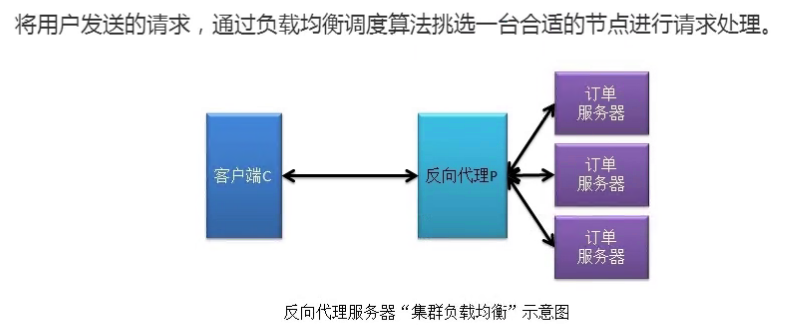 将用户发送的请求，通过负载均衡调度算法挑选一台合适的节点进行请求处理。
订单
服务器
客户端C
反向代理P
订单
服务器
订单
服务器
反向代理服务器“集群负载均衡”示意图